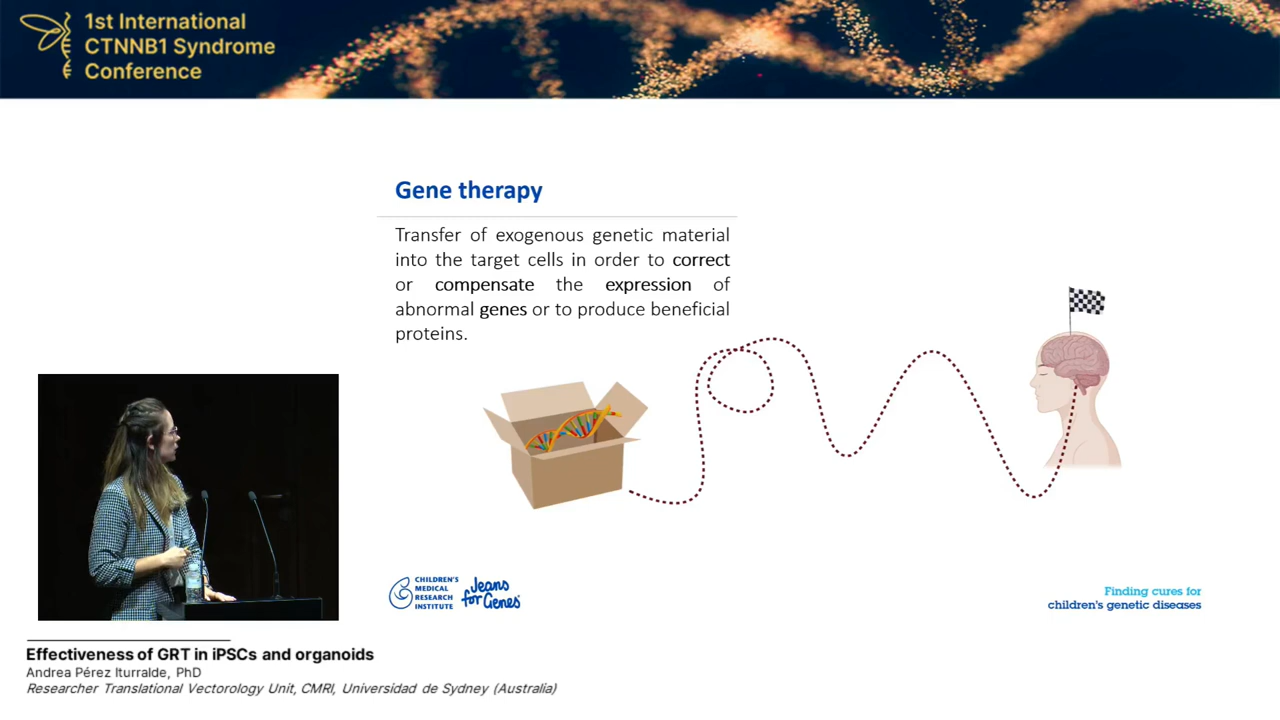 1st International
CTNNB1 Syndrome
Conference
Gene therapy
Transfer of exogenous genetic material
into the target cells in order to correct
or compensate the expression of
abnormal genes or to produce beneficial
proteins.
CHILDREN'S
MEDICAL
RESEARCH
INSTITUTE
Jeans
for Genes
Finding cures for
children's genetic diseases
Effectiveness of GRT in iPSCs and organoids
Andrea Pérez Iturralde, PhD
Researcher Translational Vectorology Unit, CMRI, Universidad de Sydney (Australia)